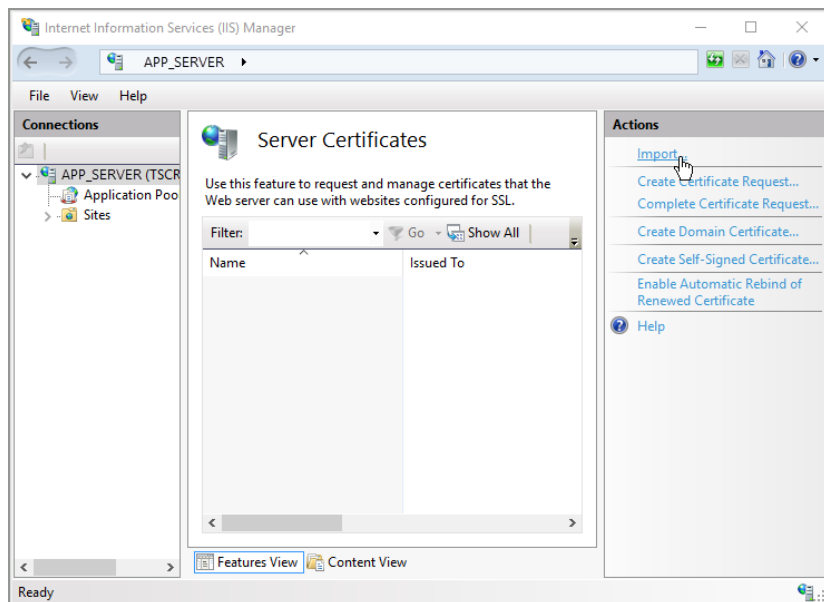 Internet Information Services (IIS) Manager
APP_SERVER
File View Help
Connections
APP_SERVER (TSCR
Application Poo
Sites
Server Certificates
Use this feature to request and manage certificates that the
Web server can use with websites configured for SSL.
Filter: Go Show All
Name Issued To
Features View Content View
Actions
Import...
Create Certificate Request...
Complete Certificate Request...
Create Domain Certificate...
Create Self-Signed Certificate...
Enable Automatic Rebind of
Renewed Certificate
Help
Ready